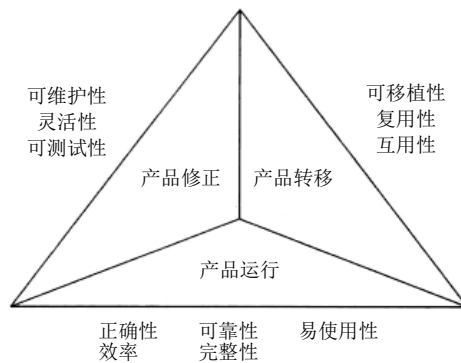 可维护性
灵活性
可测试性
可移植性
复用性
互用性
产品修正 产品转移
产品运行
正确性 可靠性 易使用性
效率 完整性